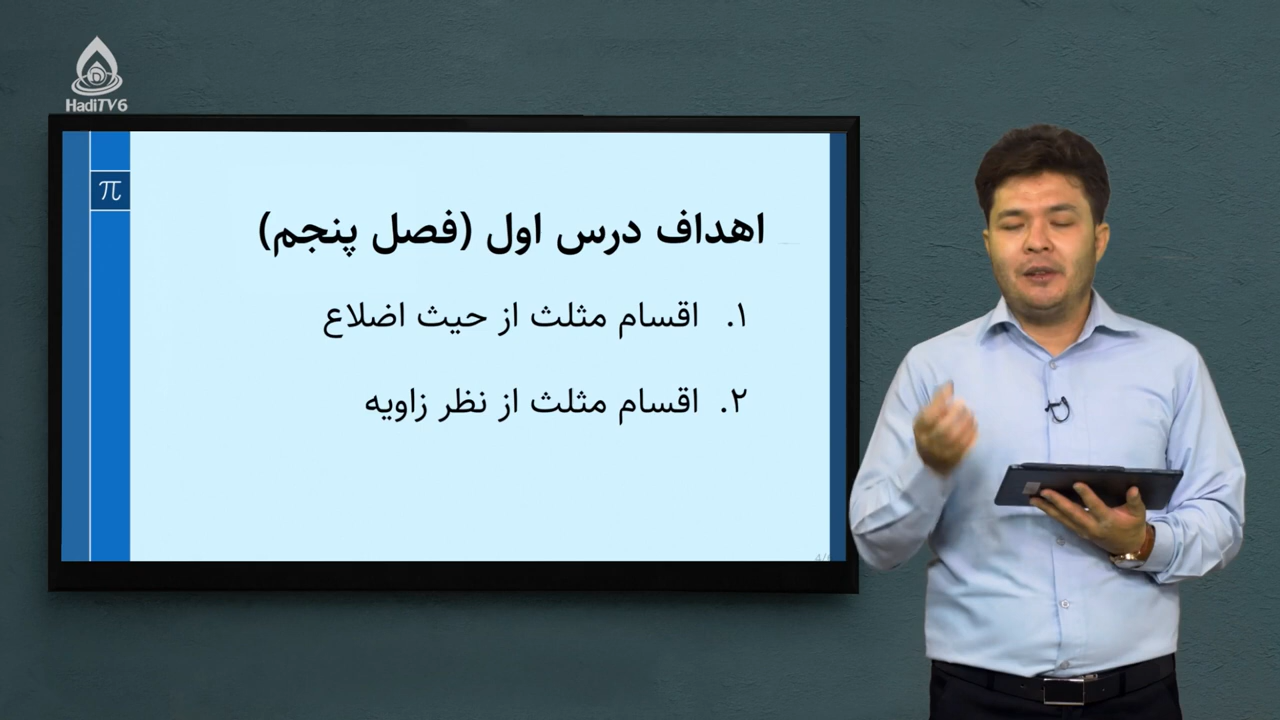 HadiTV6
π
اهداف درس اول (فصل پنجم)
۱. اقسام مثلث از حیث اضلاع
۲. اقسام مثلث از نظر زاویه